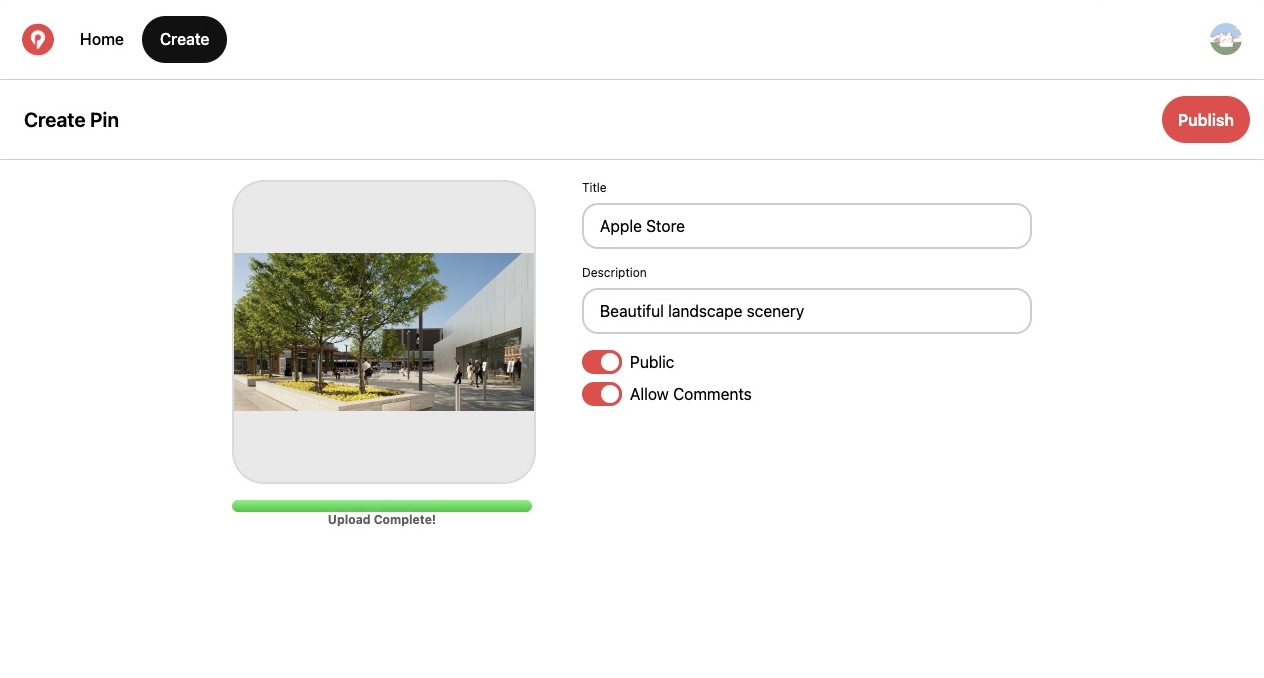 Home
Create
Create Pin
Publish
Title
Apple Store
Description
Beautiful landscape scenery
Public
Allow Comments
Upload Complete!